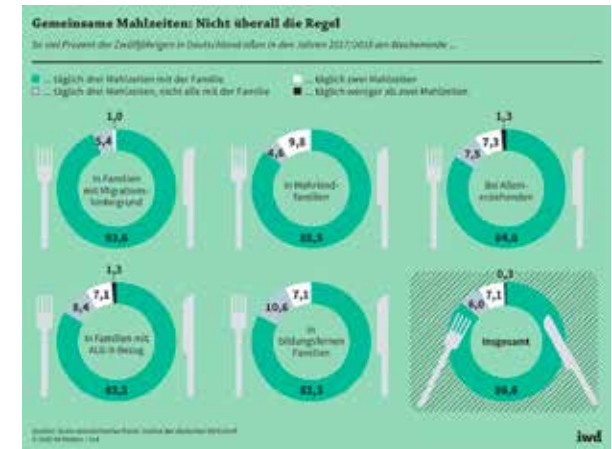 Gemeinsame Mahlzeiten: Nicht überall die Regel
So viel Prozent der Zwölfjährigen in Deutschland aßen in den Jahren 2017/2018 am Wochenende ...
... täglich drei Mahlzeiten mit der Familie
... täglich zwei Mahlzeiten
... täglich drei Mahlzeiten, nicht alle mit der Familie
... täglich weniger als zwei Mahlzeiten
1,0
5,4
In Familien
mit Migrations-
hintergrund
93,6
9,8
4,8
In Mehrkind-
familien
85,5
1,3
7,3
7,5
Bei Allein-
erziehenden
84,0
1,3
7,1
8,4
In Familien mit
ALG-II-Bezug
83,2
7,1
10,6
In
bildungsfernen
Familien
82,3
0,3
7,1
6,0
Insgesamt
86,6
iwd